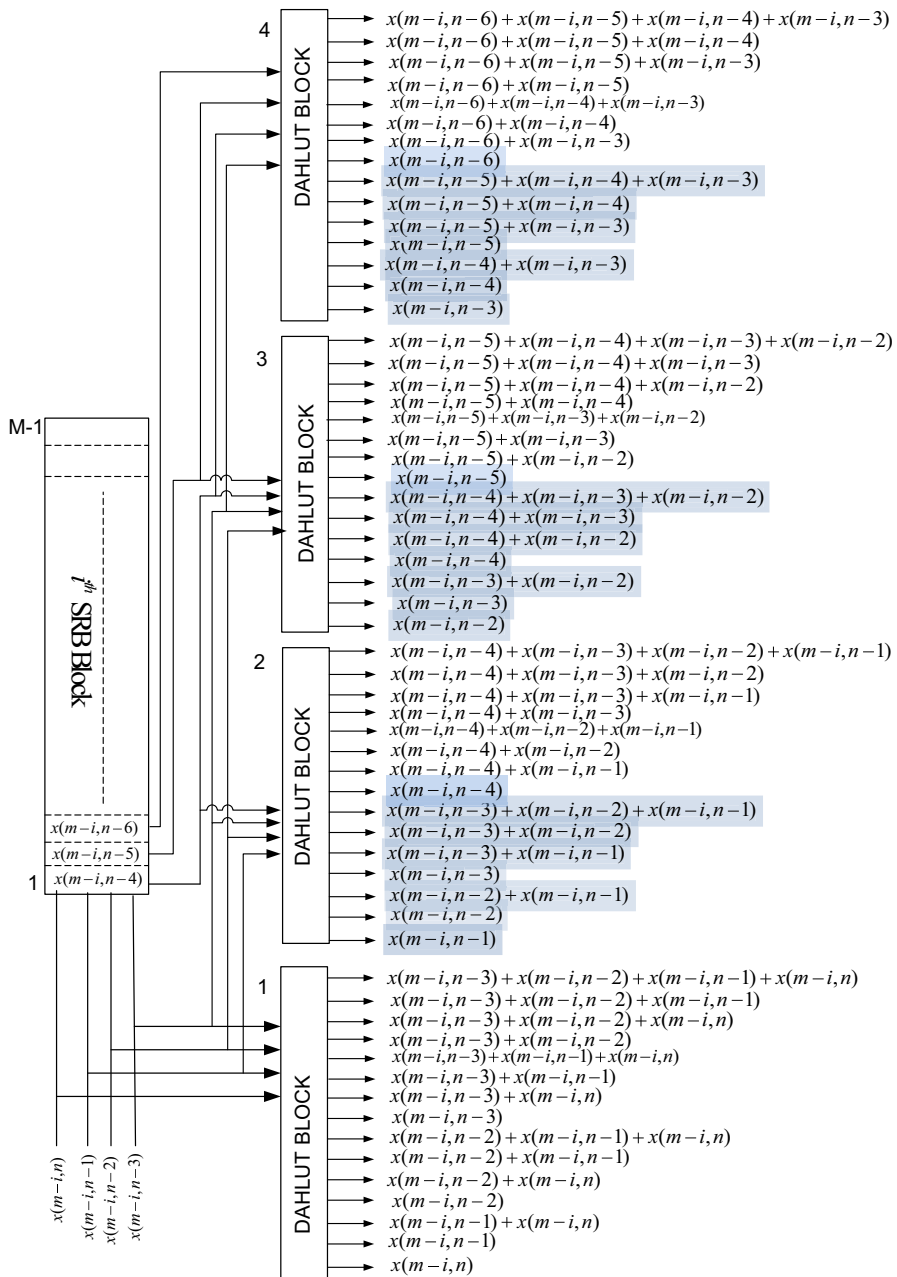 4
DAHLUT BLOCK
x(m−i,n−6)+x(m−i,n−5)+x(m−i,n−4)+x(m−i,n−3)
x(m−i,n−6)+x(m−i,n−5)+x(m−i,n−4)
x(m−i,n−6)+x(m−i,n−5)+x(m−i,n−3)
x(m−i,n−6)+x(m−i,n−5)
x(m−i,n−6)+x(m−i,n−4)+x(m−i,n−3)
x(m−i,n−6)+x(m−i,n−4)
x(m−i,n−6)+x(m−i,n−3)
x(m−i,n−6)
x(m−i,n−5)+x(m−i,n−4)+x(m−i,n−3)
x(m−i,n−5)+x(m−i,n−4)
x(m−i,n−5)+x(m−i,n−3)
x(m−i,n−5)
x(m−i,n−4)+x(m−i,n−3)
x(m−i,n−4)
x(m−i,n−3)
3
DAHLUT BLOCK
x(m−i,n−5)+x(m−i,n−4)+x(m−i,n−3)+x(m−i,n−2)
x(m−i,n−5)+x(m−i,n−4)+x(m−i,n−3)
x(m−i,n−5)+x(m−i,n−4)+x(m−i,n−2)
x(m−i,n−5)+x(m−i,n−4)
x(m−i,n−5)+x(m−i,n−3)+x(m−i,n−2)
x(m−i,n−5)+x(m−i,n−3)
x(m−i,n−5)+x(m−i,n−2)
x(m−i,n−5)
x(m−i,n−4)+x(m−i,n−3)+x(m−i,n−2)
x(m−i,n−4)+x(m−i,n−3)
x(m−i,n−4)+x(m−i,n−2)
x(m−i,n−4)
x(m−i,n−3)+x(m−i,n−2)
x(m−i,n−3)
x(m−i,n−2)
M-1
i^th SRB Block
x(m−i,n−6)
x(m−i,n−5)
1
x(m−i,n−4)
2
DAHLUT BLOCK
x(m−i,n−4)+x(m−i,n−3)+x(m−i,n−2)+x(m−i,n−1)
x(m−i,n−4)+x(m−i,n−3)+x(m−i,n−2)
x(m−i,n−4)+x(m−i,n−3)+x(m−i,n−1)
x(m−i,n−4)+x(m−i,n−3)
x(m−i,n−4)+x(m−i,n−2)+x(m−i,n−1)
x(m−i,n−4)+x(m−i,n−2)
x(m−i,n−4)+x(m−i,n−1)
x(m−i,n−4)
x(m−i,n−3)+x(m−i,n−2)+x(m−i,n−1)
x(m−i,n−3)+x(m−i,n−2)
x(m−i,n−3)+x(m−i,n−1)
x(m−i,n−3)
x(m−i,n−2)+x(m−i,n−1)
x(m−i,n−2)
x(m−i,n−1)
1
DAHLUT BLOCK
x(m−i,n−3)+x(m−i,n−2)+x(m−i,n−1)+x(m−i,n)
x(m−i,n−3)+x(m−i,n−2)+x(m−i,n−1)
x(m−i,n−3)+x(m−i,n−2)+x(m−i,n)
x(m−i,n−3)+x(m−i,n−2)
x(m−i,n−3)+x(m−i,n−1)+x(m−i,n)
x(m−i,n−3)+x(m−i,n−1)
x(m−i,n−3)+x(m−i,n)
x(m−i,n−3)
x(m−i,n−2)+x(m−i,n−1)+x(m−i,n)
x(m−i,n−2)+x(m−i,n−1)
x(m−i,n−2)+x(m−i,n)
x(m−i,n−2)
x(m−i,n−1)+x(m−i,n)
x(m−i,n−1)
x(m−i,n)
x(m−i,n)
x(m−i,n−1)
x(m−i,n−2)
x(m−i,n−3)